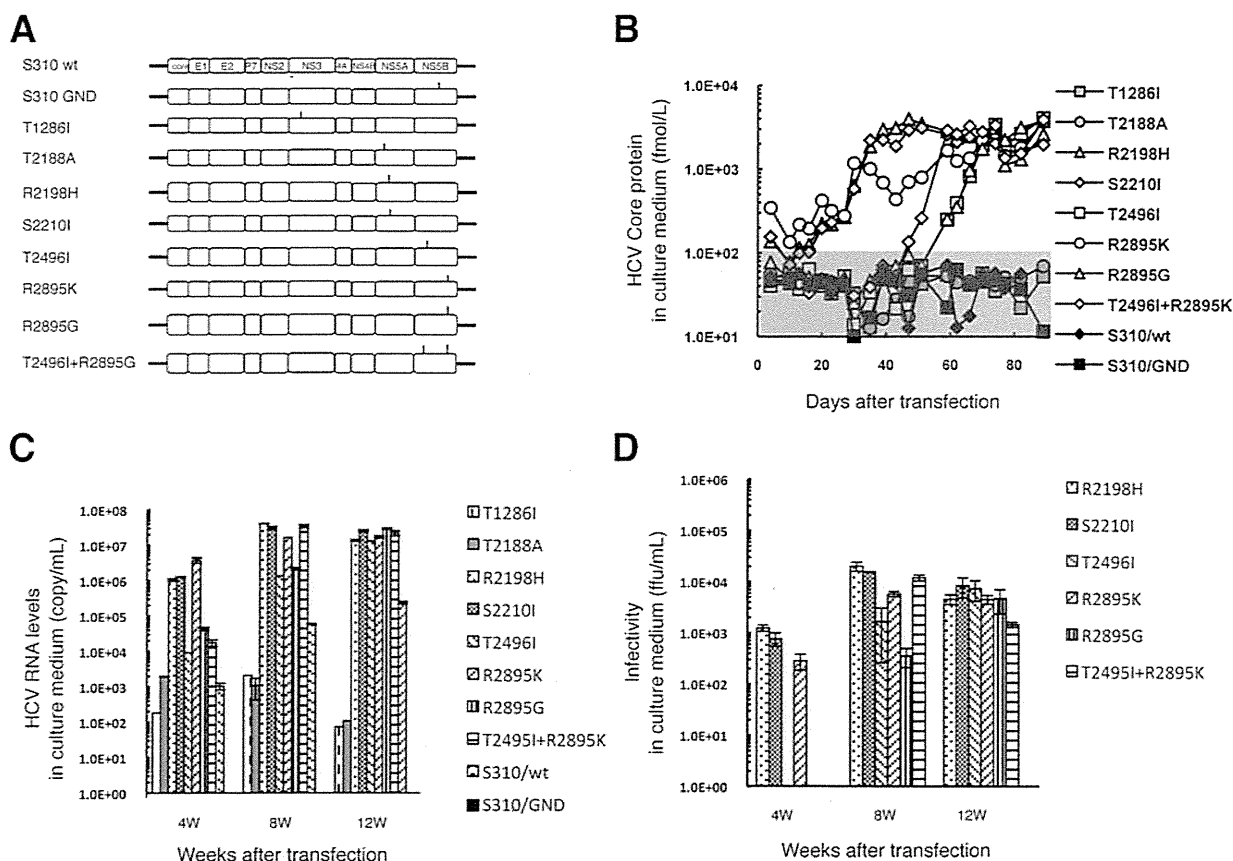 A
S310 wt
core E1 E2 P7 NS2 NS3 4A NS4B NS5A NS5B
S310 GND
T1286I
T2188A
R2198H
S2210I
T2496I
R2895K
R2895G
T2496I+R2895G
B
HCV Core protein
in culture medium (fmol/L)
1.0E+04
1.0E+03
1.0E+02
1.0E+01
0 20 40 60 80
Days after transfection
T1286I
T2188A
R2198H
S2210I
T2496I
R2895K
R2895G
T2496I+R2895K
S310/wt
S310/GND
C
HCV RNA levels
in culture medium (copy/mL)
1.0E+08
1.0E+07
1.0E+06
1.0E+05
1.0E+04
1.0E+03
1.0E+02
1.0E+01
1.0E+00
4W 8W 12W
Weeks after transfection
T1286I
T2188A
R2198H
S2210I
T2496I
R2895K
R2895G
T2495I+R2895K
S310/wt
S310/GND
D
Infectivity
in culture medium (ffu/mL)
1.0E+06
1.0E+05
1.0E+04
1.0E+03
1.0E+02
1.0E+01
1.0E+00
4W 8W 12W
Weeks after transfection
R2198H
S2210I
T2496I
R2895K
R2895G
T2495I+R2895K